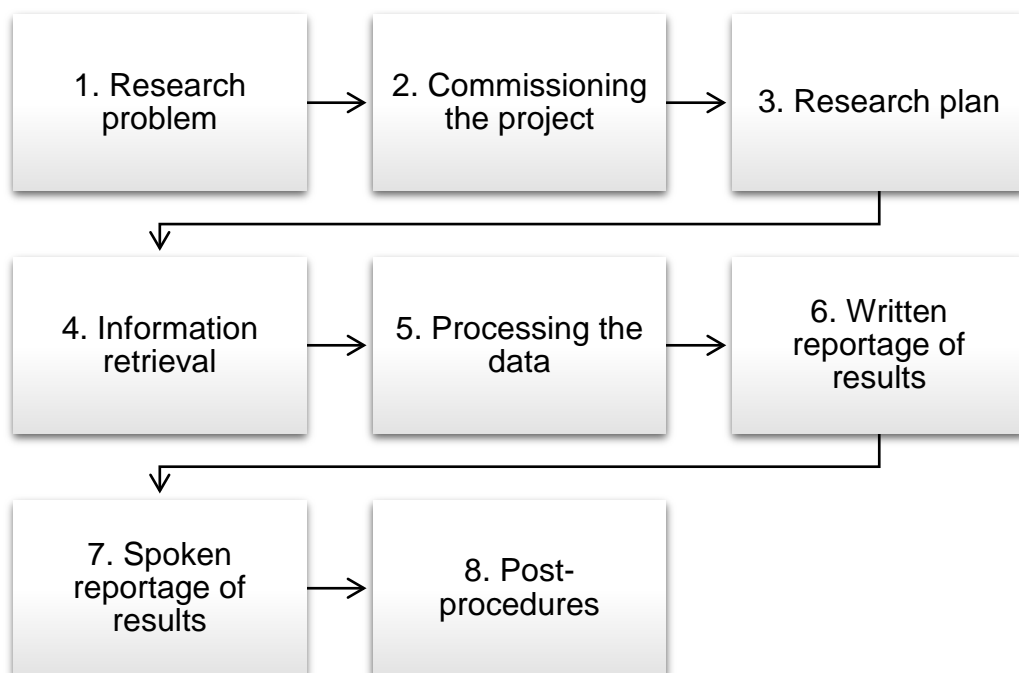 1. Research
problem
2. Commissioning
the project
3. Research plan
4. Information
retrieval
5. Processing the
data
6. Written
reportage of
results
7. Spoken
reportage of
results
8. Post-
procedures